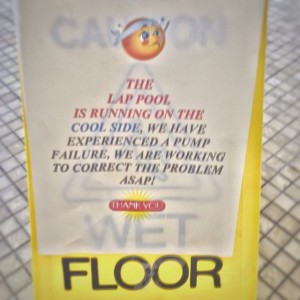 CAUTION
THE
LAP POOL
IS RUNNING ON THE
COOL SIDE, WE HAVE
EXPERIENCED A PUMP
FAILURE, WE ARE WORKING
TO CORRECT THE PROBLEM
ASAP!
THANK YOU
WET
FLOOR